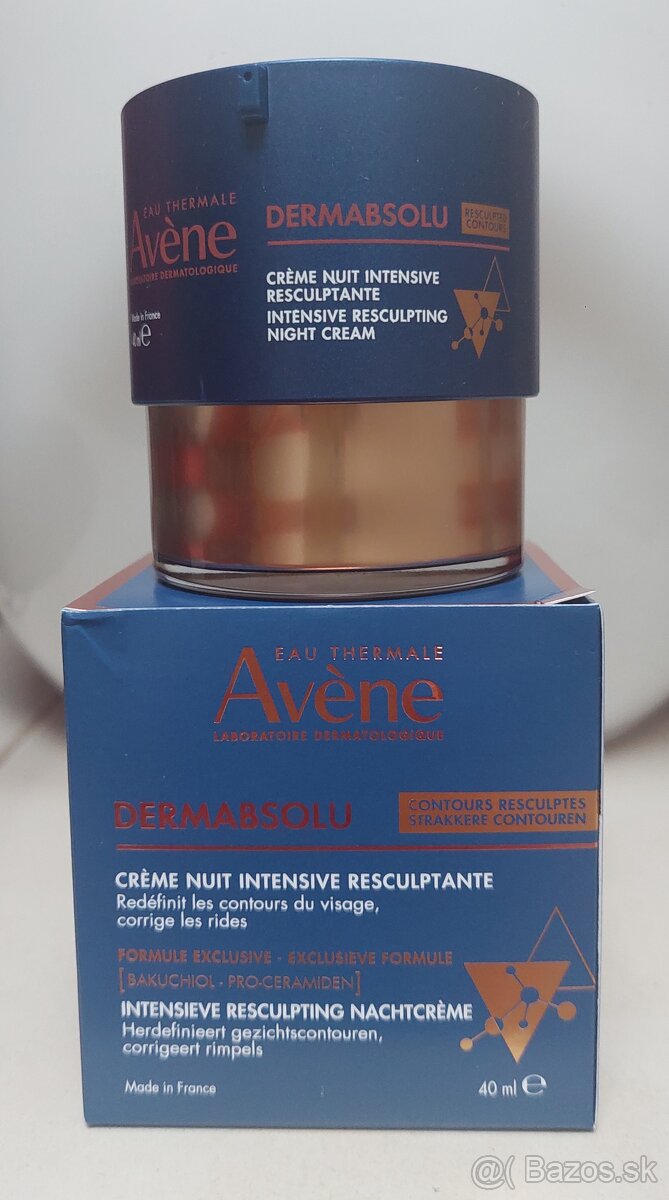 EAU THERMALE
Avène
LABORATOIRE DERMATOLOGIQUE
Made in France
40 ml e
DERMABSOLU
RESCULPTED
CONTOURS
CRÈME NUIT INTENSIVE
RESCULPTANTE
INTENSIVE RESCULPTING
NIGHT CREAM
EAU THERMALE
Avène
LABORATOIRE DERMATOLOGIQUE
DERMABSOLU
CONTOURS RESCULPTES
STRAKKERE CONTOUREN
CRÈME NUIT INTENSIVE RESCULPTANTE
Redéfinit les contours du visage,
corrige les rides
FORMULE EXCLUSIVE - EXCLUSIEVE FORMULE
[BAKUCHIOL - PRO-CERAMIDEN]
INTENSIEVE RESCULPTING NACHTCRÈME
Herdefinieert gezichtscontouren,
corrigeert rimpels
Made in France
40 ml e
@( Bazos.sk